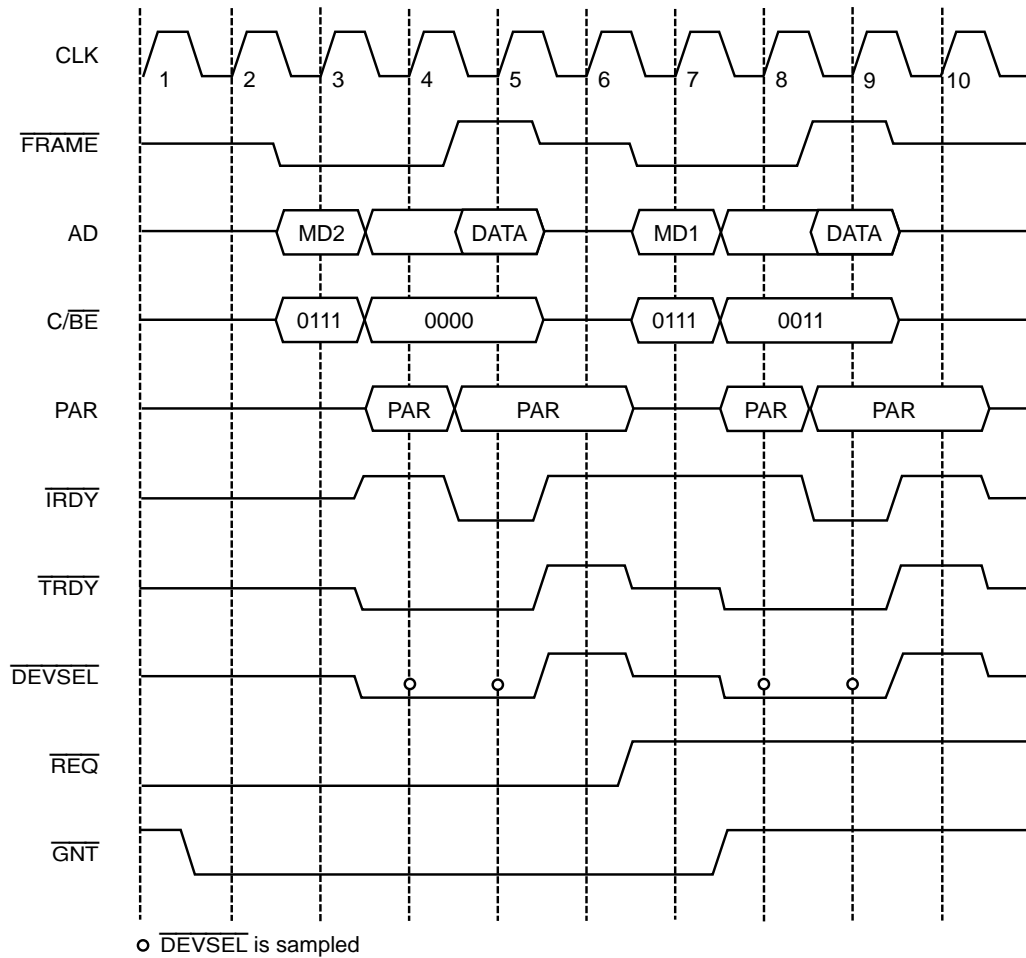 CLK
1 2 3 4 5 6 7 8 9 10
FRAME
AD MD2 DATA MD1 DATA
C/BE 0111 0000 0111 0011
PAR PAR PAR PAR PAR
IRDY
TRDY
DEVSEL
REQ
GNT
DEVSEL is sampled